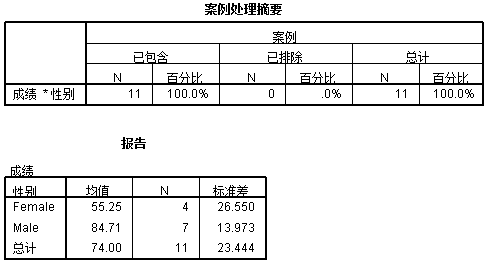 案例处理摘要
案例
已包含 已排除 总计
N 百分比 N 百分比 N 百分比
成绩 *性别 11 100.0% 0 .0% 11 100.0%
报告
成绩
性别 均值 N 标准差
Female 55.25 4 26.550
Male 84.71 7 13.973
总计 74.00 11 23.444